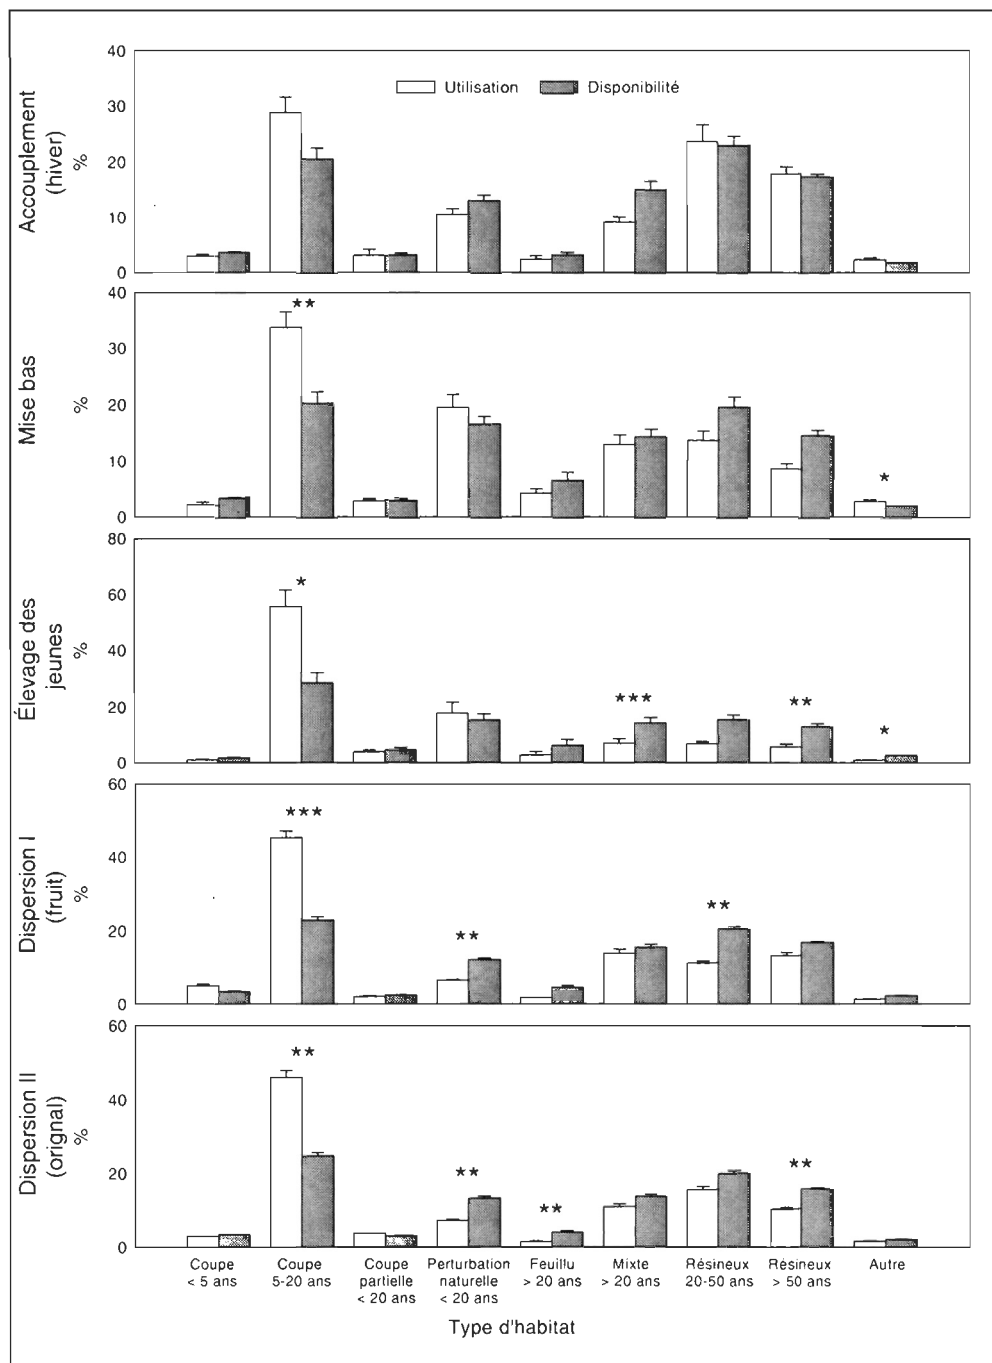 Accouplement
(hiver)
%
40
30
20
10
0
Utilisation
Disponibilité
Mise bas
%
40
30
20
10
0
**
*
Élevage des
jeunes
%
80
60
40
20
0
*
***
**
*
Dispersion I
(fruit)
%
60
40
20
0
***
**
**
Dispersion II
(orignal)
%
60
40
20
0
**
**
**
**
Coupe
< 5 ans
Coupe
5-20 ans
Coupe
partielle
< 20 ans
Perturbation
naturelle
< 20 ans
Feuillu
> 20 ans
Mixte
> 20 ans
Résineux
20-50 ans
Résineux
> 50 ans
Autre
Type d'habitat